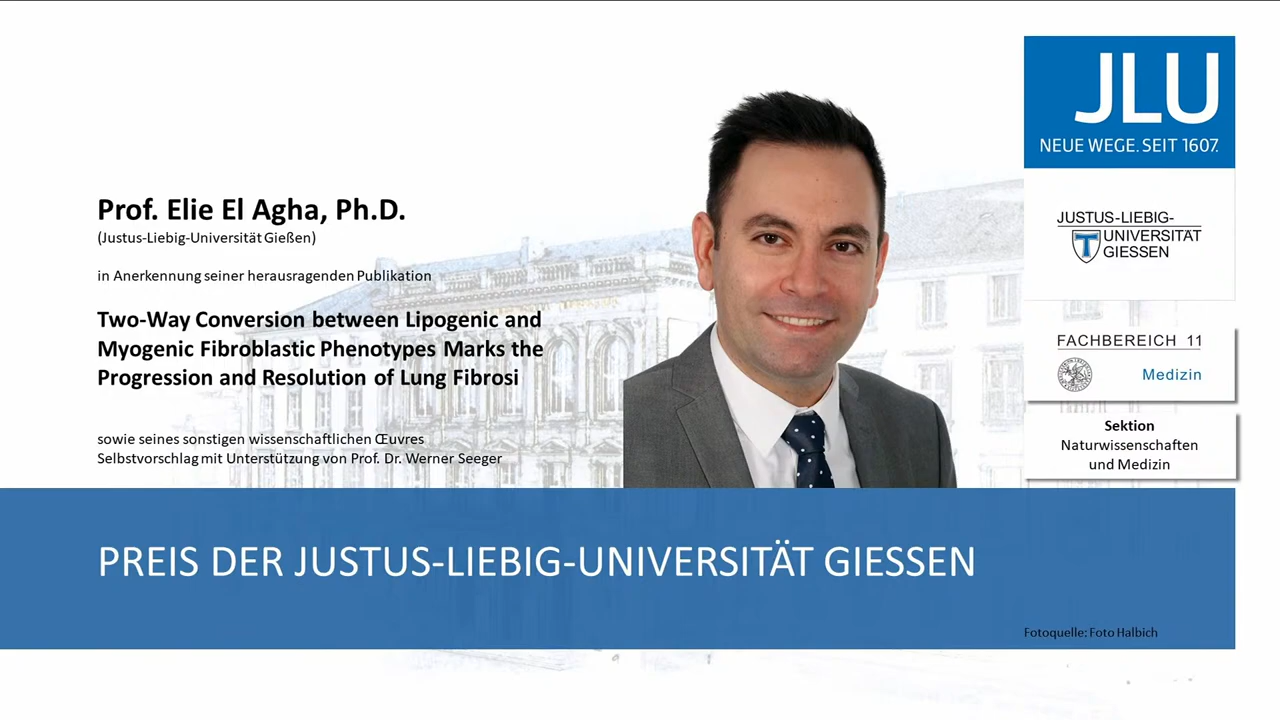 Prof. Elie El Agha, Ph.D.
(Justus-Liebig-Universität Gießen)
in Anerkennung seiner herausragenden Publikation
Two-Way Conversion between Lipogenic and
Myogenic Fibroblastic Phenotypes Marks the
Progression and Resolution of Lung Fibrosi
sowie seines sonstigen wissenschaftlichen Œuvres
Selbstvorschlag mit Unterstützung von Prof. Dr. Werner Seeger
JLU
NEUE WEGE. SEIT 1607.
JUSTUS-LIEBIG-
UNIVERSITÄT
GIESSEN
FACHBEREICH 11
Medizin
Sektion
Naturwissenschaften
und Medizin
PREIS DER JUSTUS-LIEBIG-UNIVERSITÄT GIESSEN
Fotoquelle: Foto Halbich